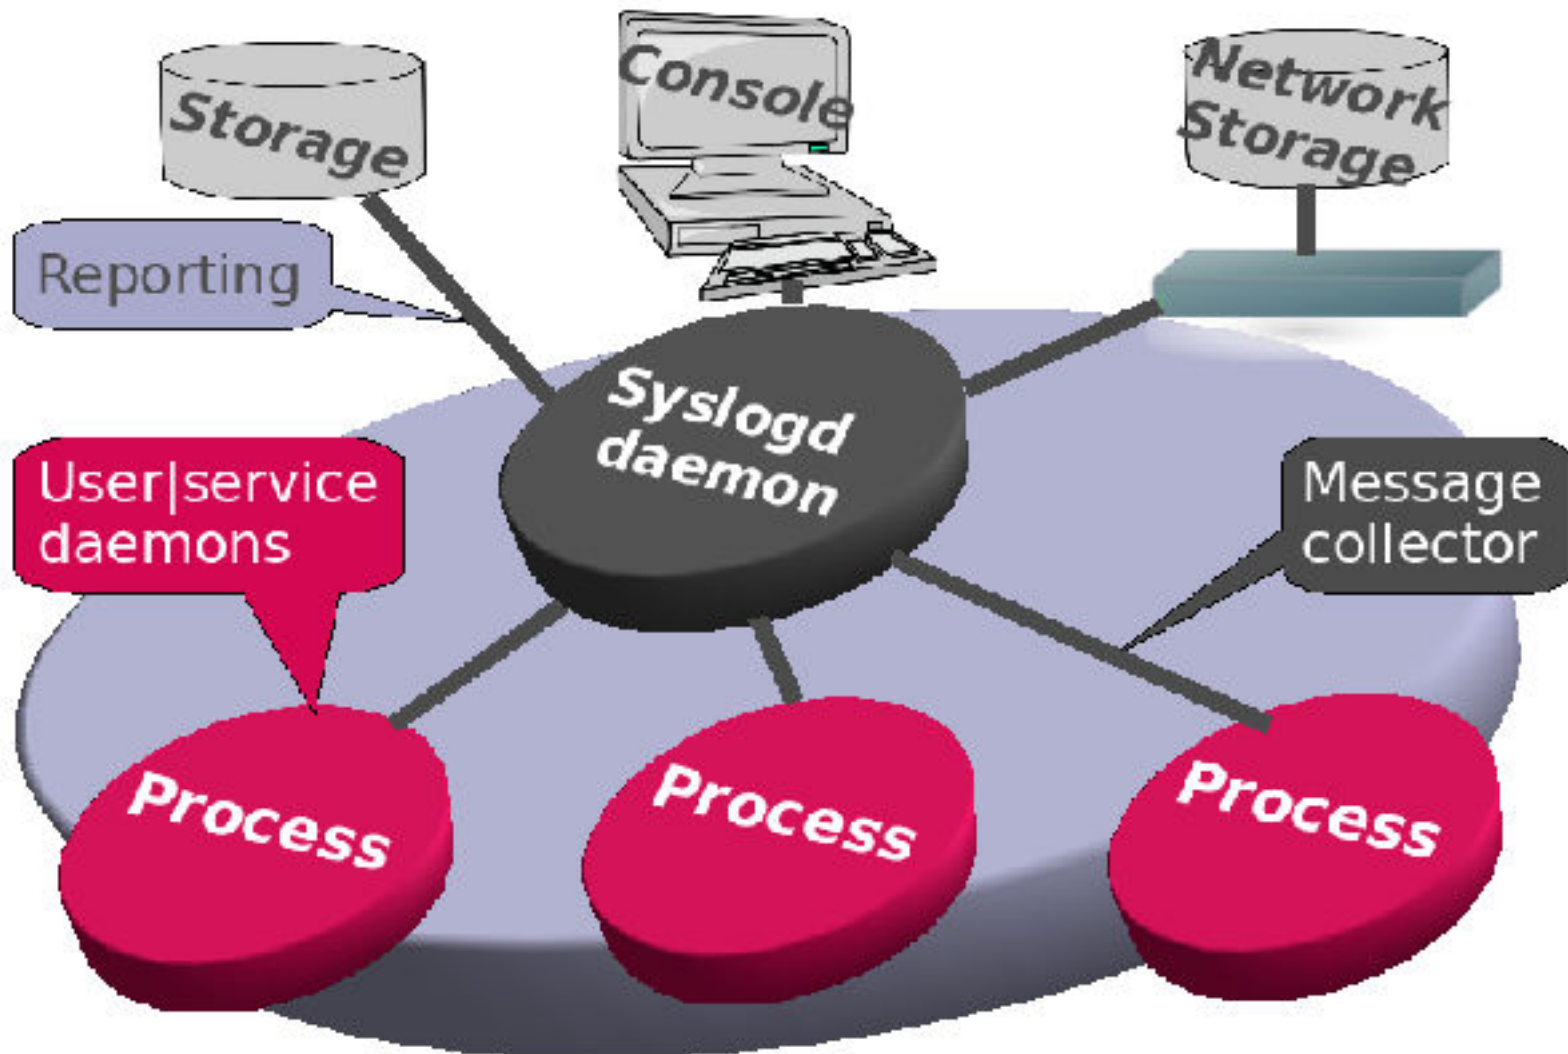 Storage
Console
Network
Storage
Reporting
Syslogd
daemon
User|service
daemons
Message
collector
Process
Process
Process